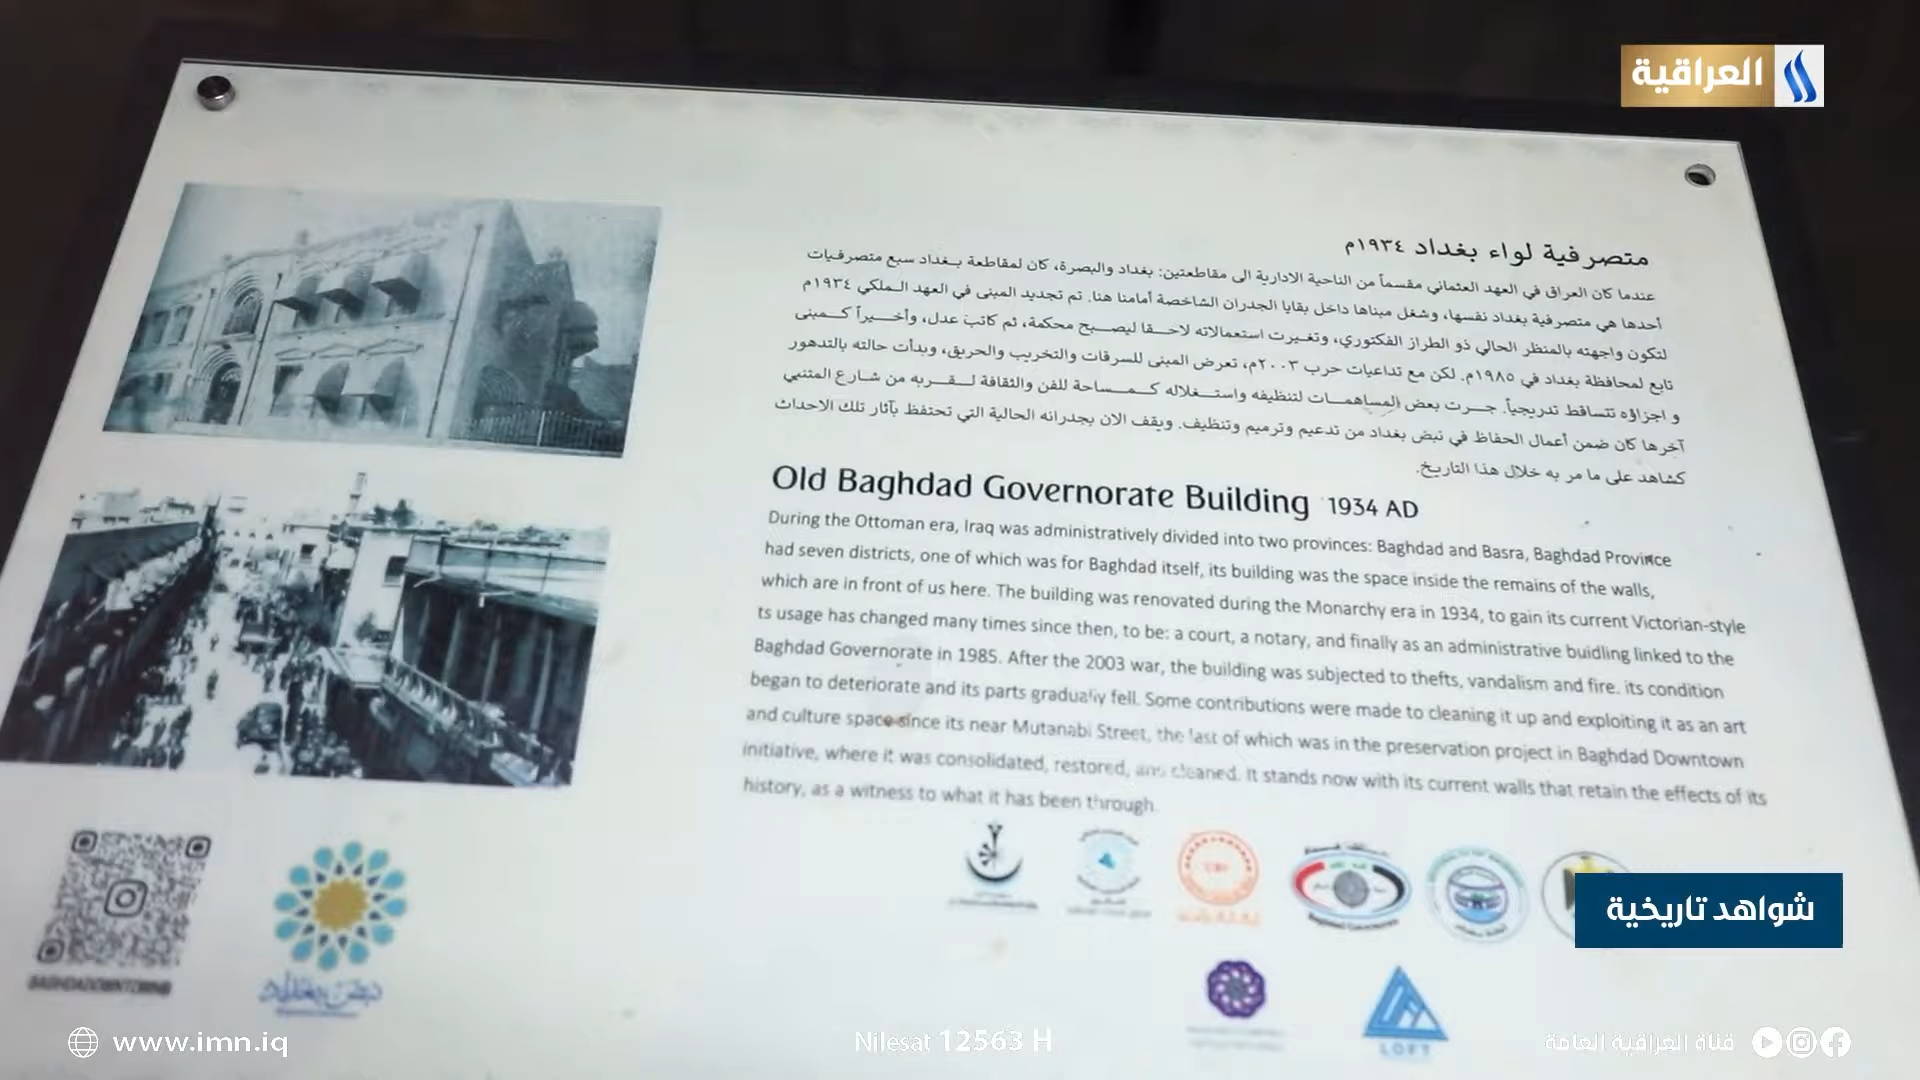 العراقية
متصرفية لواء بغداد ١٩٣٤م
عندما كان العراق في العهد العثماني مقسماً من الناحية الادارية الى مقاطعتين: بغداد والبصرة، كان لمقاطعة بغداد سبع متصرفيات
أحدها هي متصرفية بغداد نفسها، وشغل مبناها داخل بقايا الجدران الشاخصة أمامنا هنا. تم تجديد المبنى في العهد الملكي ١٩٣٤م
لتكون واجهته بالمنظر الحالي ذو الطراز الفكتوري، وتغيرت استعمالاته لاحقا ليصبح محكمة، ثم كاتب عدل، وأخيراً كمبنى
تابع لمحافظة بغداد في ١٩٨٥م. لكن مع تداعيات حرب ٢٠٠٣م، تعرض المبنى للسرقات والتخريب والحريق، وبدأت حالته بالتدهور
و اجزاؤه تتساقط تدريجياً. جرت بعض المساهمات لتنظيفه واستغلاله كمساحة للفن والثقافة لقربه من شارع المتنبي
آخرها كان ضمن أعمال الحفاظ في نبض بغداد من تدعيم وترميم وتنظيف. ويقف الان بجدرانه الحالية التي تحتفظ بآثار تلك الاحداث
كشاهد على ما مر به خلال هذا التاريخ.
Old Baghdad Governorate Building 1934 AD
During the Ottoman era, Iraq was administratively divided into two provinces: Baghdad and Basra, Baghdad Province
had seven districts, one of which was for Baghdad itself, its building was the space inside the remains of the walls,
which are in front of us here. The building was renovated during the Monarchy era in 1934, to gain its current Victorian-style
ts usage has changed many times since then, to be: a court, a notary, and finally as an administrative buidling linked to the
Baghdad Governorate in 1985. After the 2003 war, the building was subjected to thefts, vandalism and fire. its condition
began to deteriorate and its parts gradually fell. Some contributions were made to cleaning it up and exploiting it as an art
and culture space since its near Mutanabi Street, the last of which was in the preservation project in Baghdad Downtown
initiative, where it was consolidated, restored, and cleaned. It stands now with its current walls that retain the effects of its
history, as a witness to what it has been through.
BAGHDADDOWNTOWNB
نبض بغداد
LOFT
شواهد تاريخية
www.imn.iq
Nilesat 12563 H
قناة العراقية العامة